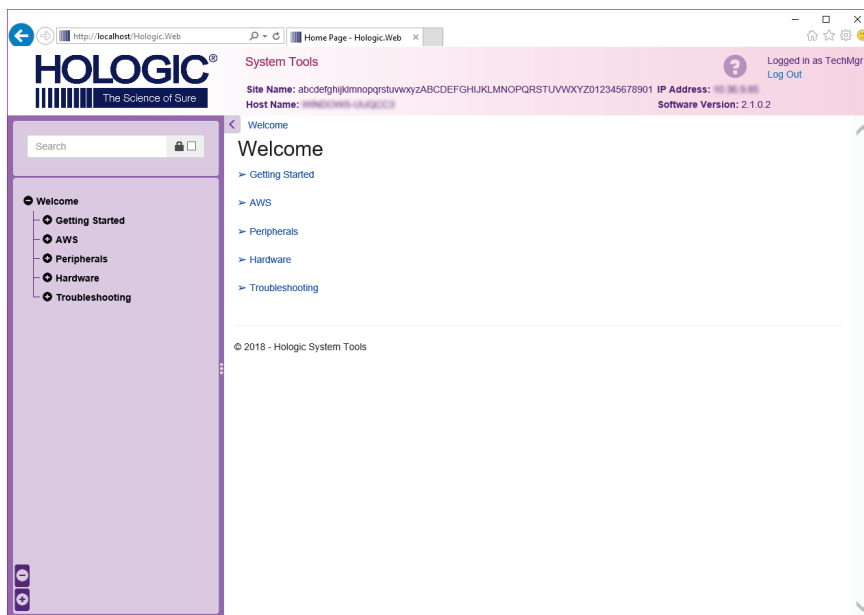 http://localhost/Hologic.Web
Home Page - Hologic.Web
HOLOGIC®
The Science of Sure
System Tools
Logged in as TechMgr
Log Out
Site Name: abcdefghijklmnopqrstuvwxyzABCDEFGHIJKLMNOPQRSTUVWXYZ012345678901 IP Address:
Host Name:
Software Version: 2.1.0.2
Search
Welcome
Getting Started
AWS
Peripherals
Hardware
Troubleshooting
Welcome
Welcome
➢ Getting Started
➢ AWS
➢ Peripherals
➢ Hardware
➢ Troubleshooting
© 2018 - Hologic System Tools